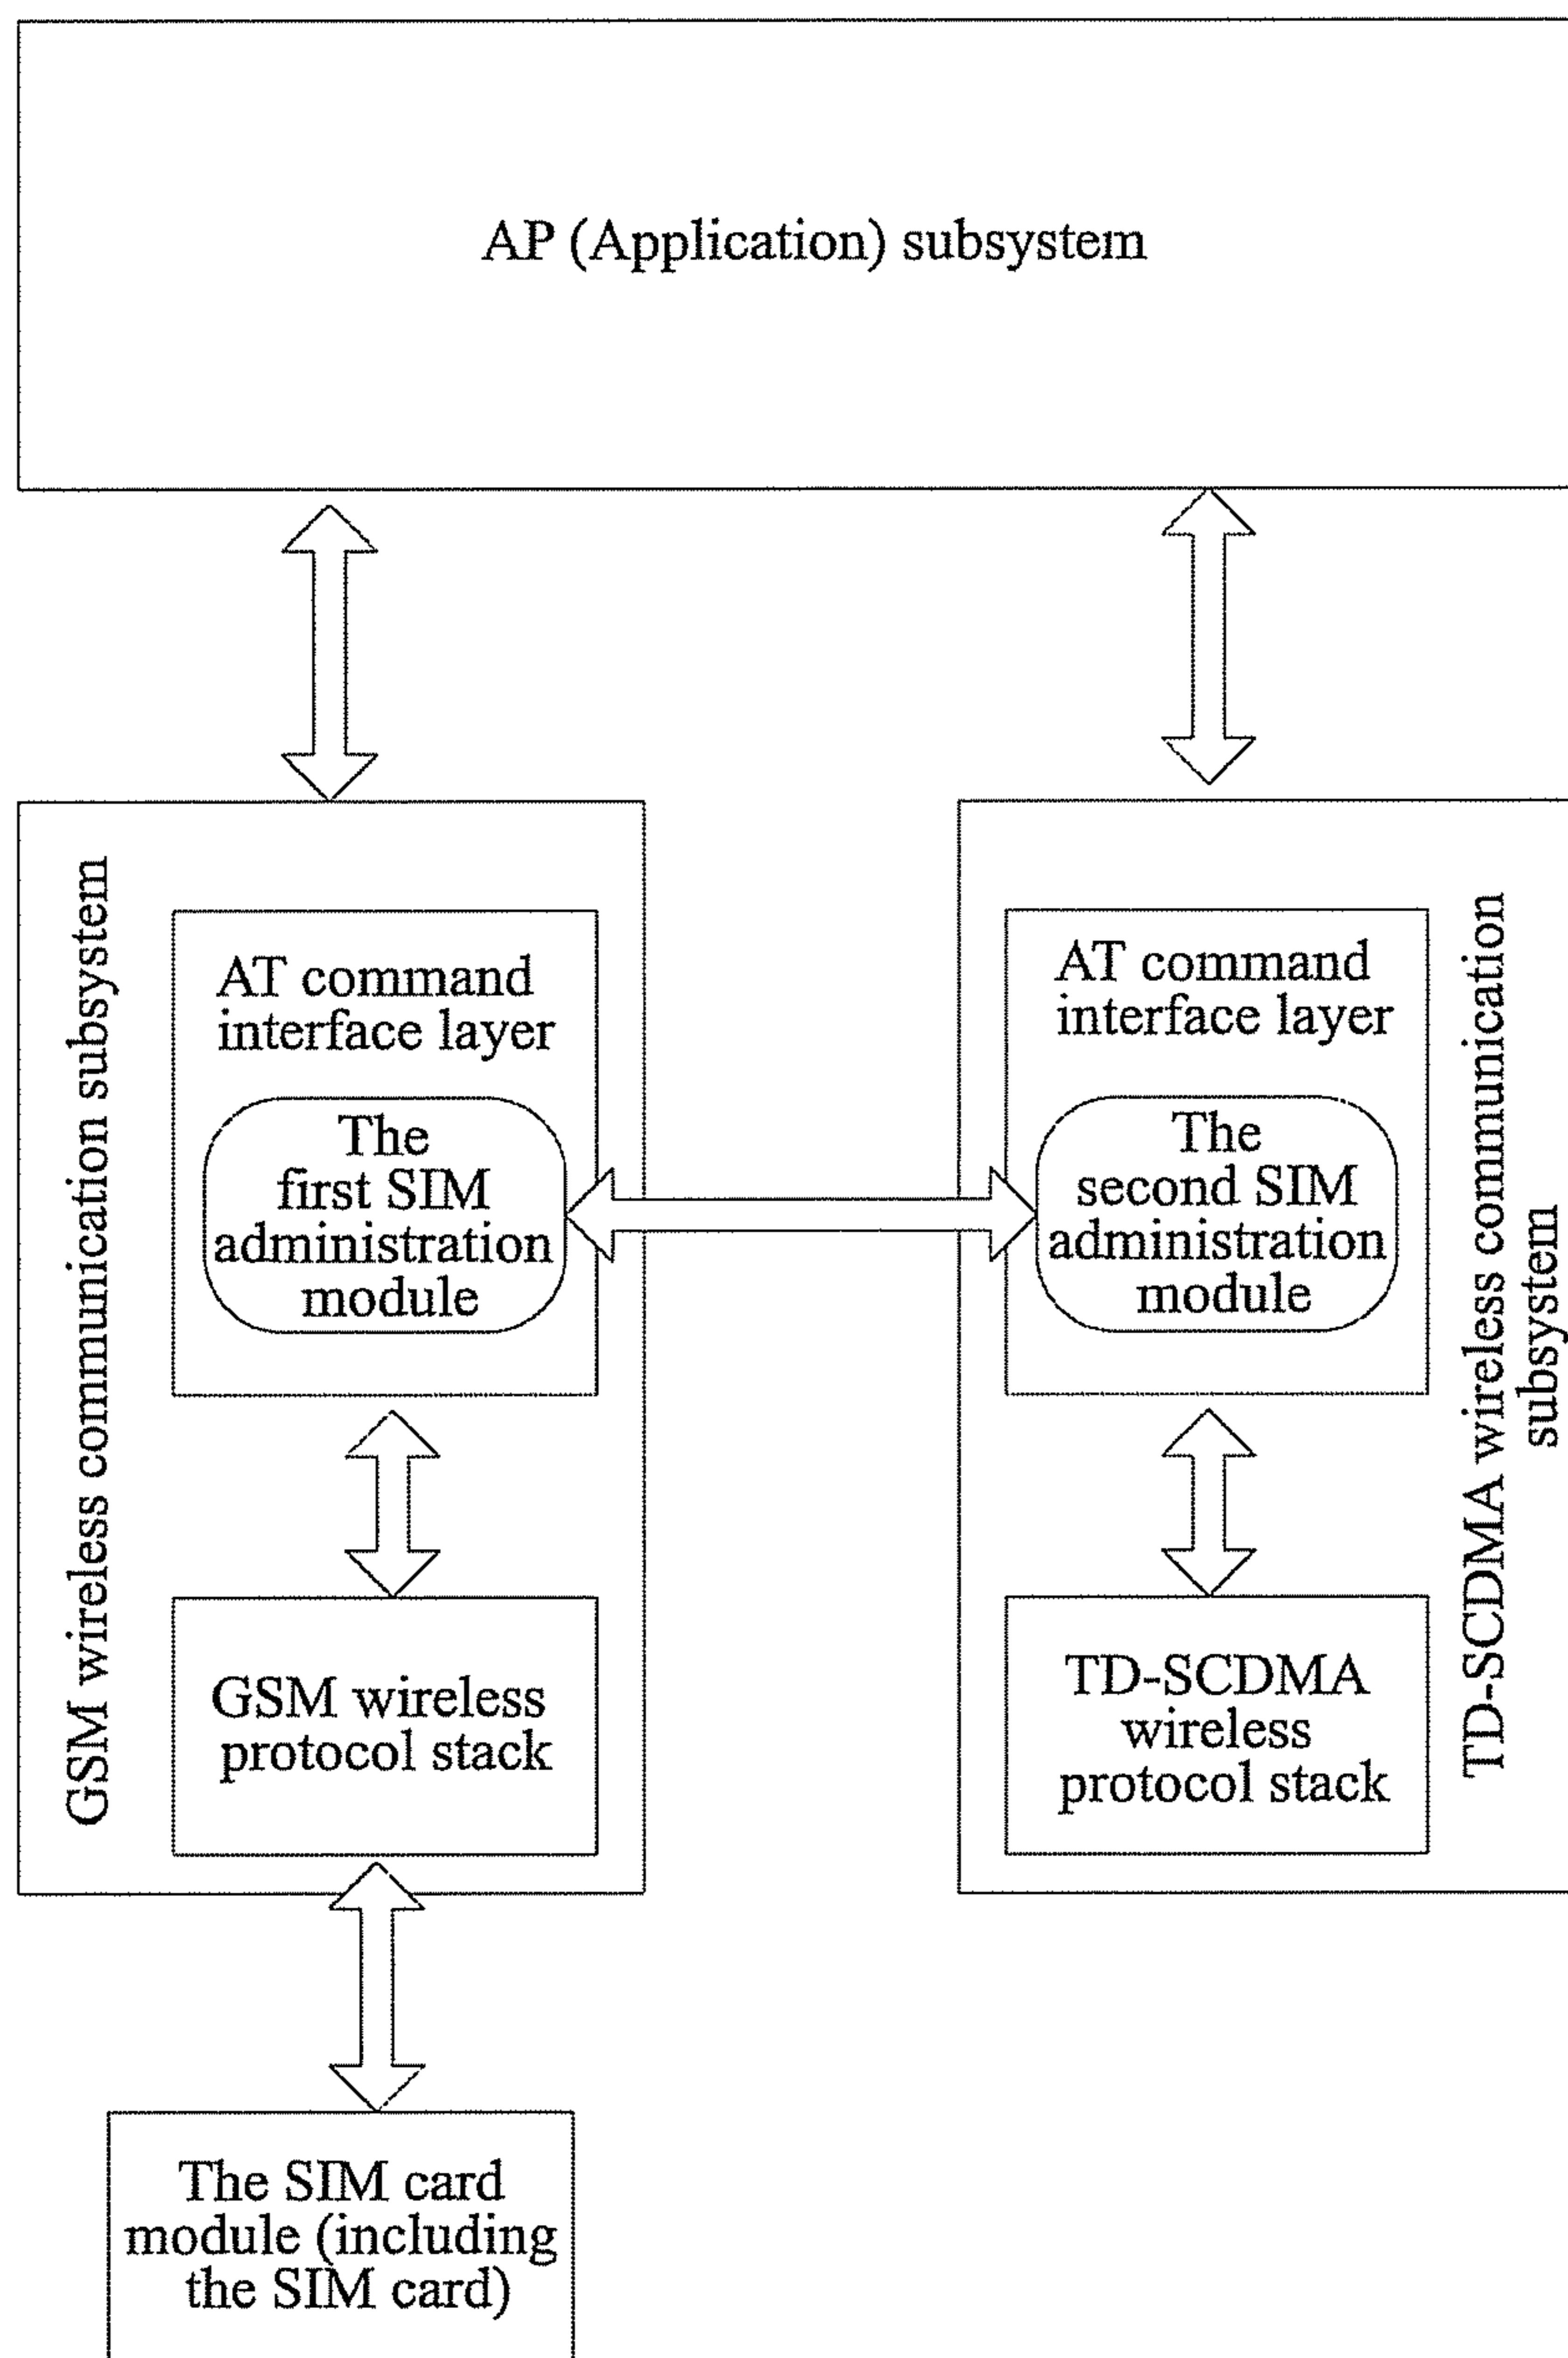 AP (Application) subsystem
GSM wireless communication subsystem
AT command
interface layer
The
first SIM
administration
module
GSM wireless
protocol stack
AT command
interface layer
The
second SIM
administration
module
TD-SCDMA
wireless
protocol stack
TD-SCDMA wireless communication
subsystem
The SIM card
module (including
the SIM card)